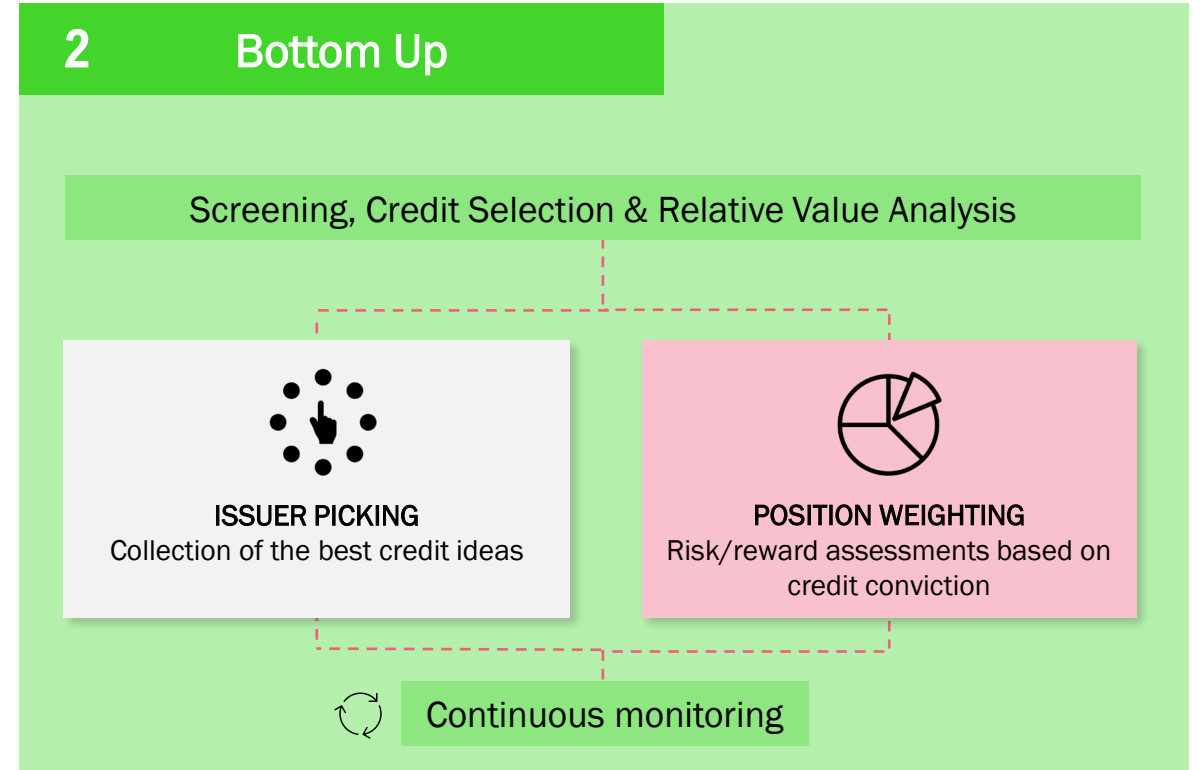 2 Bottom Up
Screening, Credit Selection & Relative Value Analysis
ISSUER PICKING
Collection of the best credit ideas
POSITION WEIGHTING
Risk/reward assessments based on
credit conviction
Continuous monitoring